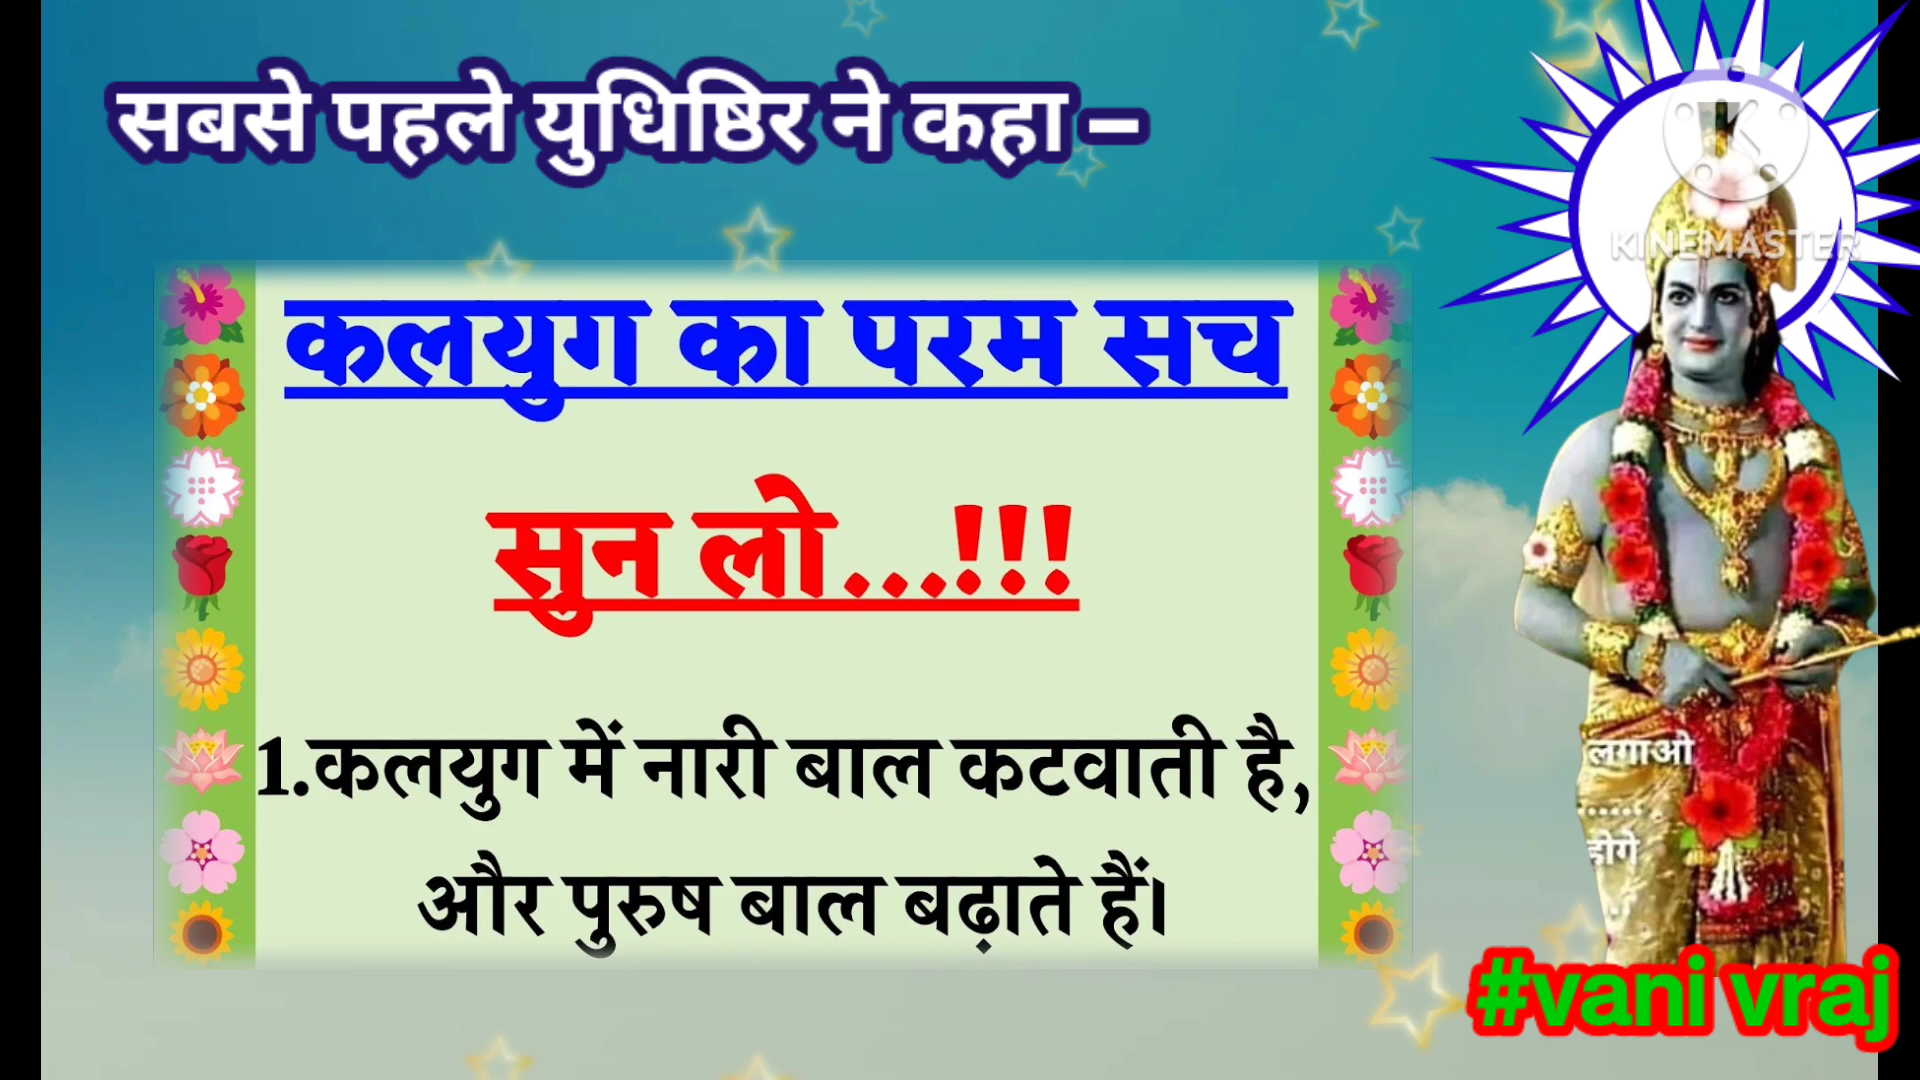 सबसे पहले युधिष्ठिर ने कहा –
KINEMASTER
कलयुग का परम सच
सुन लो...!!!
1.कलयुग में नारी बाल कटवाती है,
और पुरुष बाल बढ़ाते हैं।
लगाओ
......
होगे
#vani vraj